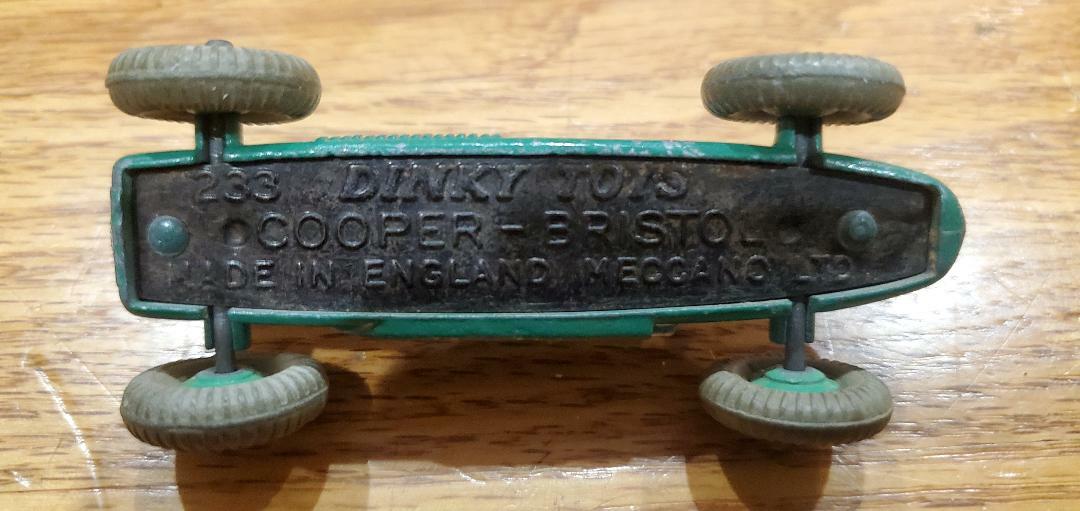 233 DINKY TOYS
COOPER-BRISTOL
MADE IN ENGLAND MECCANO LTD